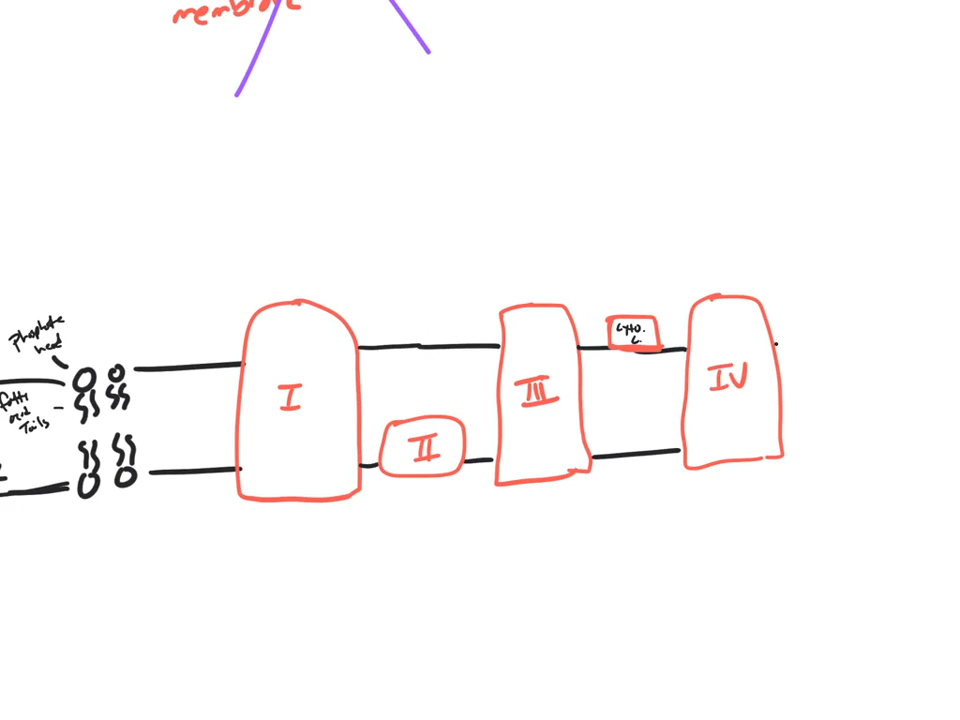 membrane
phosphate
head
fatty
acid
Tails
I
II
III
cyto.
c.
IV